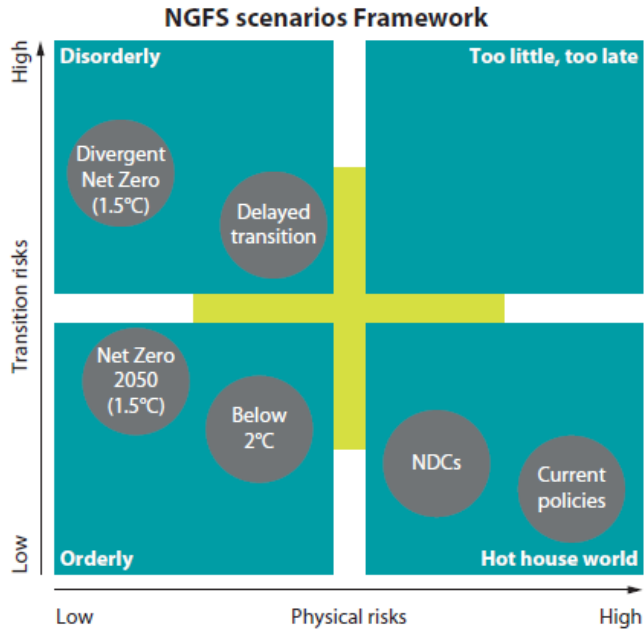 NGFS scenarios Framework
High
Transition risks
Low
Disorderly
Too little, too late
Divergent
Net Zero
(1.5°C)
Delayed
transition
Net Zero
2050
(1.5°C)
Below
2°C
NDCs
Current
policies
Orderly
Hot house world
Low
Physical risks
High